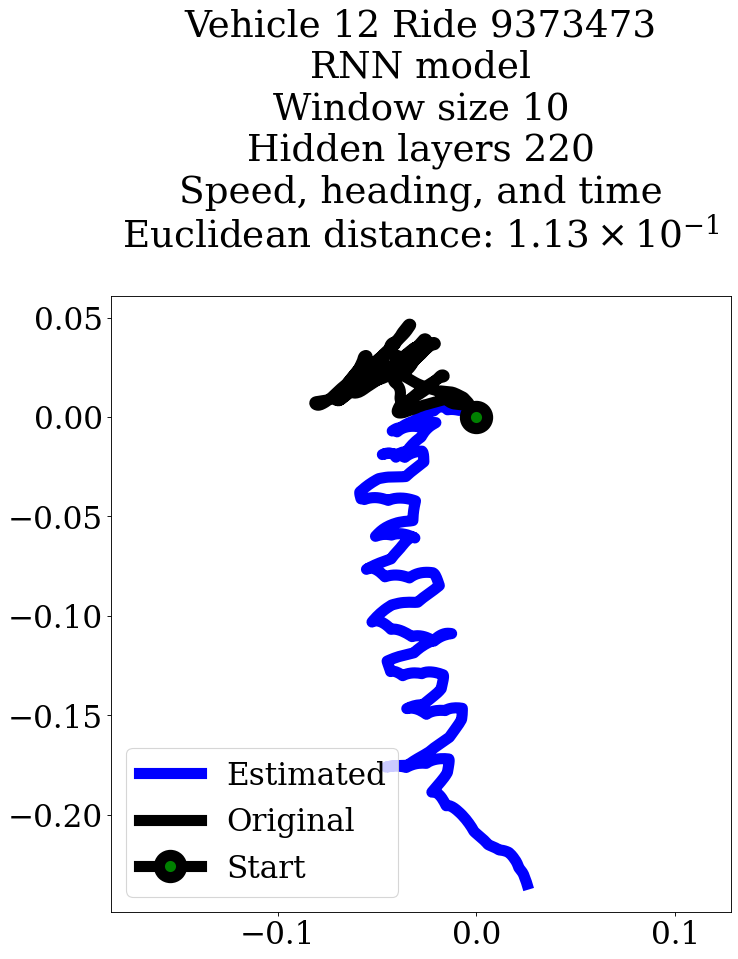 Vehicle 12 Ride 9373473
RNN model
Window size 10
Hidden layers 220
Speed, heading, and time
Euclidean distance: 1.13 × 10⁻¹
0.05
0.00
−0.05
−0.10
−0.15
−0.20
Estimated
Original
Start
−0.1
0.0
0.1